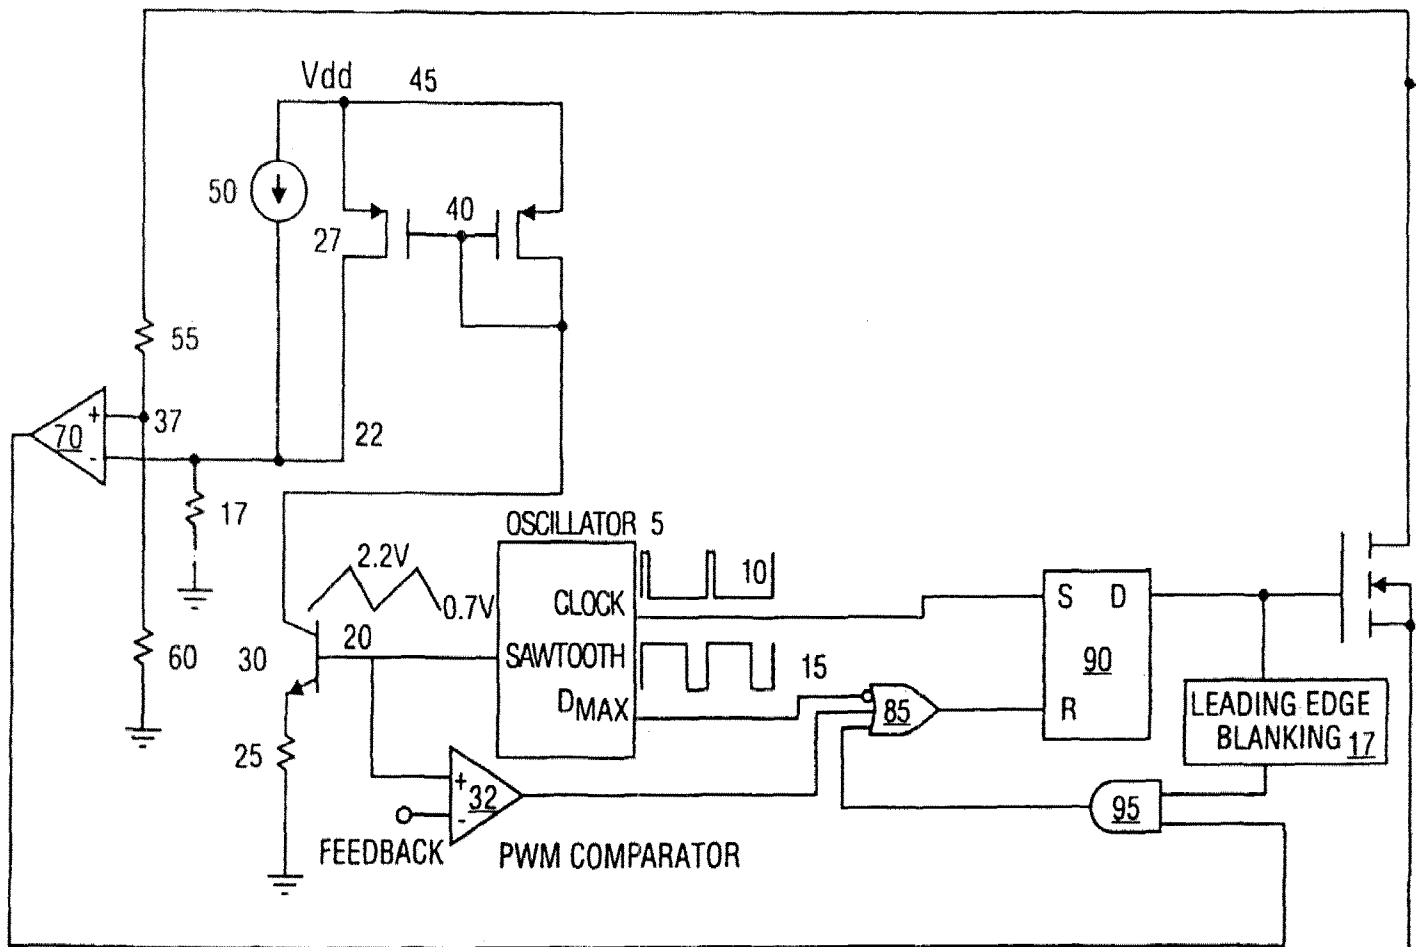 Vdd 45
50
40
27
55
+ 37
70
- 22
17
OSCILLATOR 5
2.2V
10
0.7V
CLOCK
S D
20
60
30
SAWTOOTH
15
90
DMAX
85
R
LEADING EDGE
BLANKING 17
25
+
32
-
95
FEEDBACK
PWM COMPARATOR